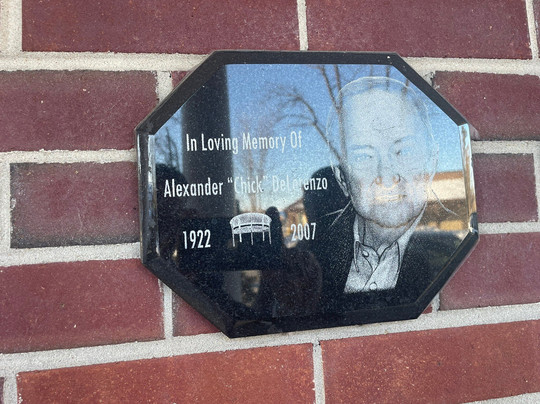 In Loving Memory Of
Alexander "Chick" DeLorenzo
1922 2007